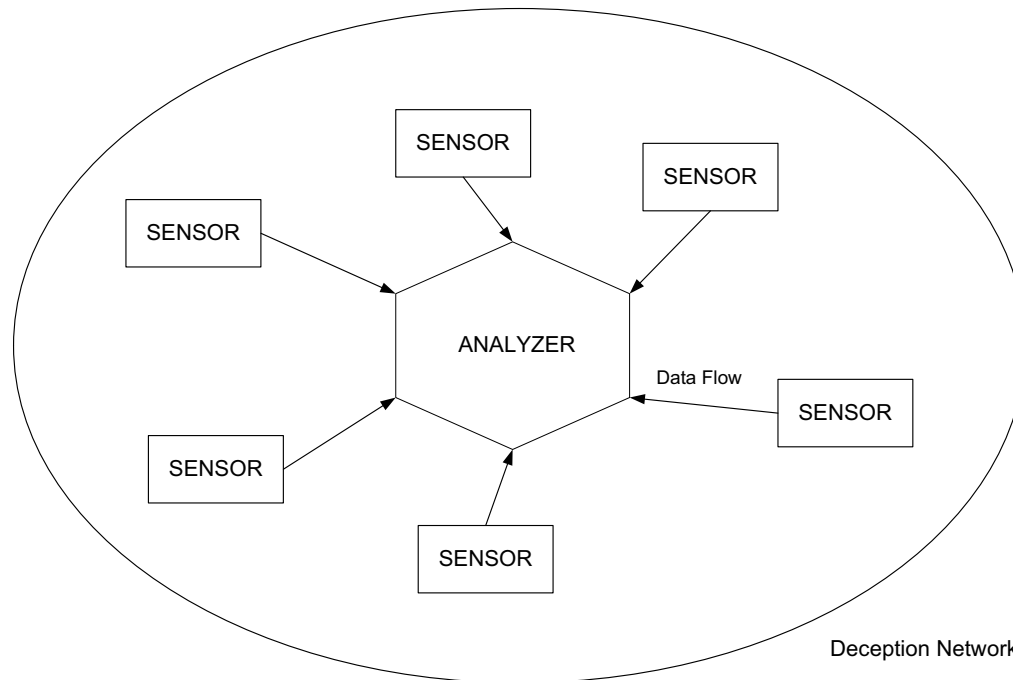 SENSOR
SENSOR
SENSOR
ANALYZER
Data Flow
SENSOR
SENSOR
SENSOR
Deception Network